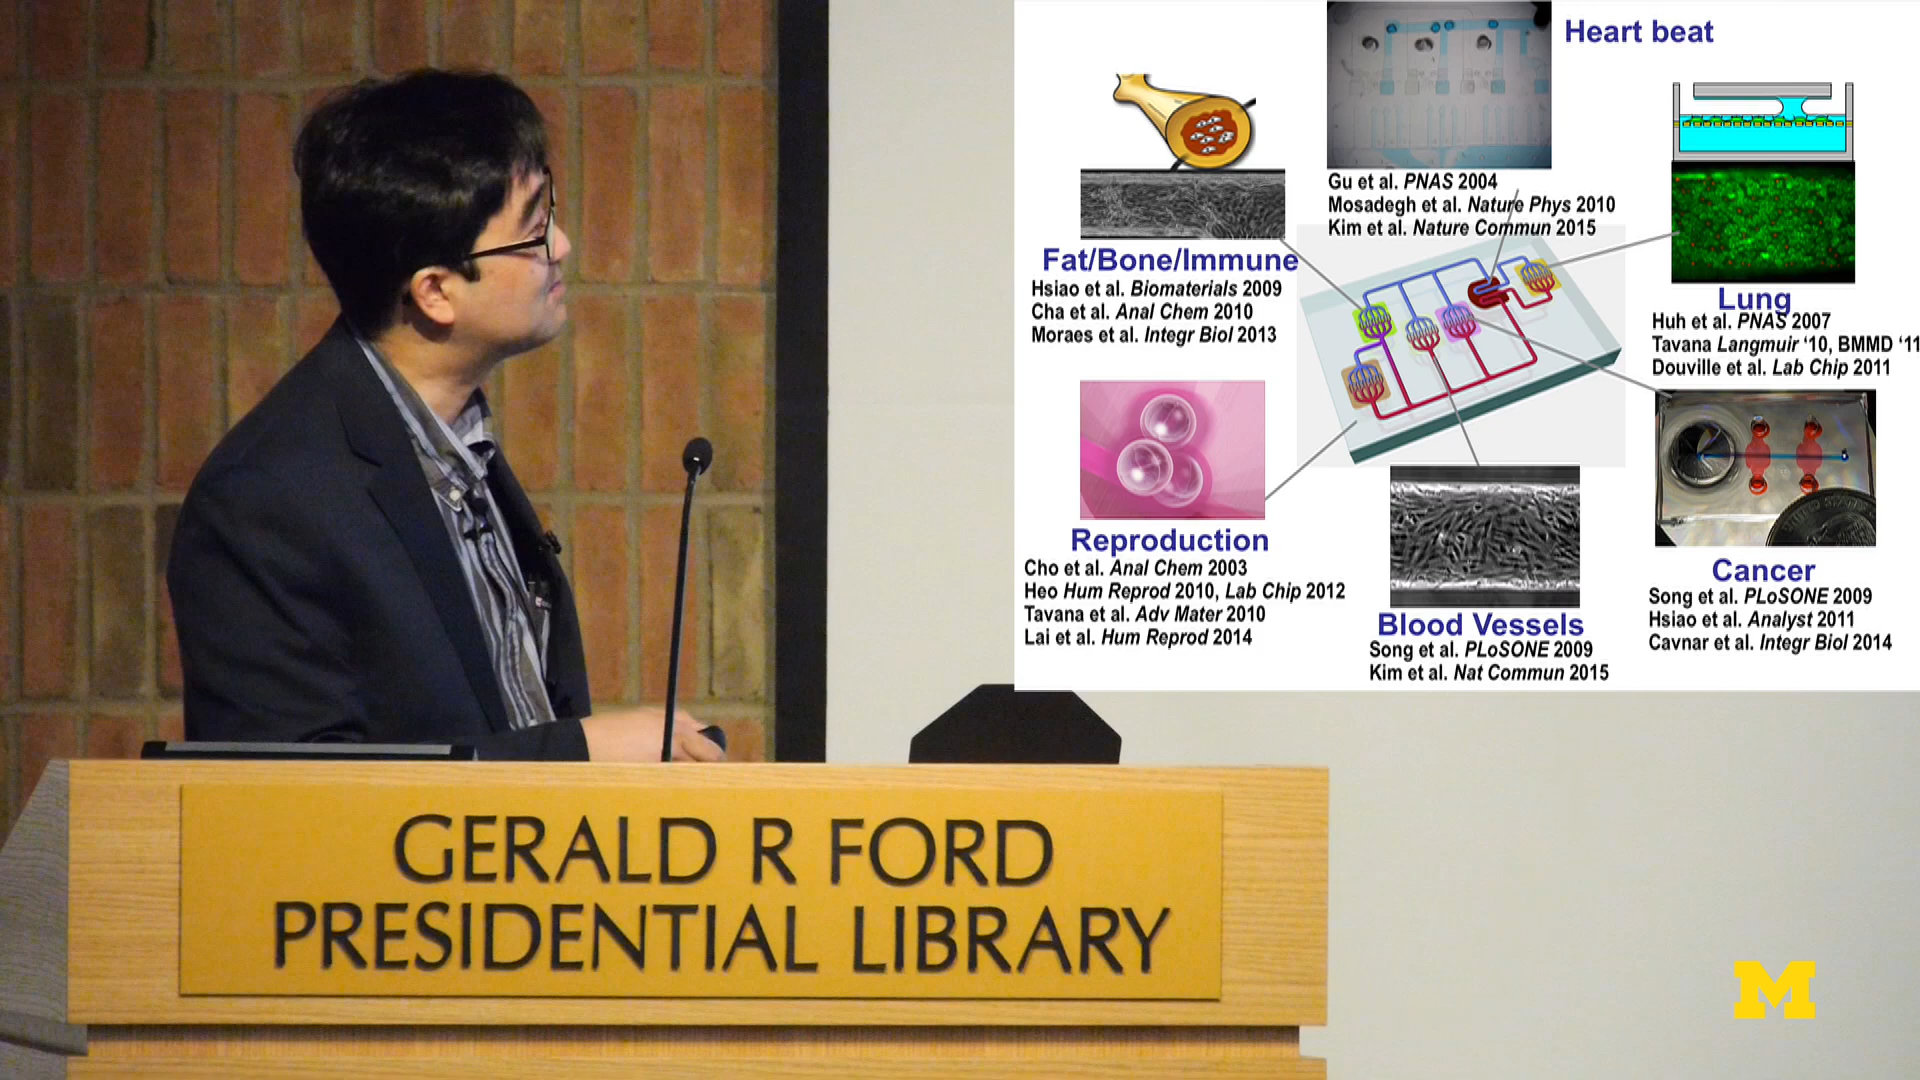 Heart beat
Gu et al. PNAS 2004
Mosadegh et al. Nature Phys 2010
Kim et al. Nature Commun 2015
Fat/Bone/Immune
Hsiao et al. Biomaterials 2009
Cha et al. Anal Chem 2010
Moraes et al. Integr Biol 2013
Lung
Huh et al. PNAS 2007
Tavana Langmuir ‘10, BMMD ‘11
Douville et al. Lab Chip 2011
Reproduction
Cho et al. Anal Chem 2003
Heo Hum Reprod 2010, Lab Chip 2012
Tavana et al. Adv Mater 2010
Lai et al. Hum Reprod 2014
Blood Vessels
Song et al. PLoSONE 2009
Kim et al. Nat Commun 2015
Cancer
Song et al. PLoSONE 2009
Hsiao et al. Analyst 2011
Cavnar et al. Integr Biol 2014
GERALD R FORD
PRESIDENTIAL LIBRARY
M